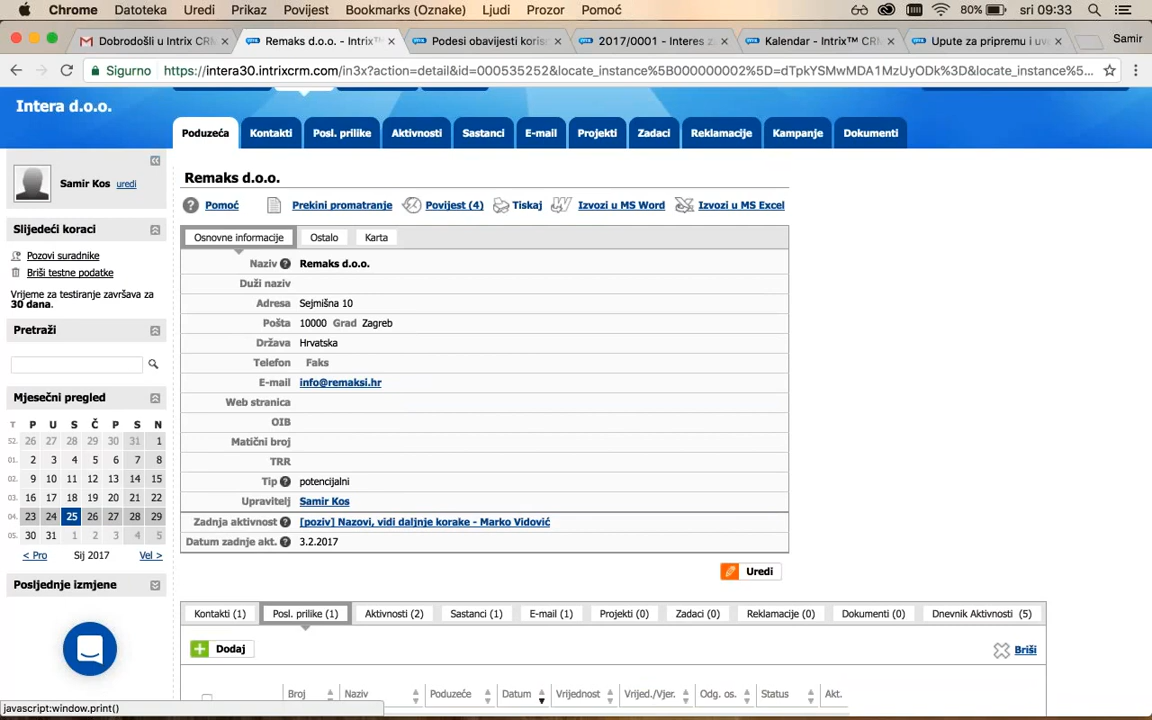 Chrome Datoteka Uredi Prikaz Povijest Bookmarks (Oznake) Ljudi Prozor Pomoć 80% sri 09:33
Dobrodošli u Intrix CRM Remaks d.o.o. - Intrix™ Podesi obavijesti koris 2017/0001 - Interes z Kalendar - Intrix™ CRM Upute za pripremu i uv Samir
Sigurno https://intera30.intrixcrm.com/in3x?action=detail&id=000535252&locate_instance%5B000000002%5D=dTpkYSMwMDA1MzUyODk%3D&locate_instance%5...
Intera d.o.o.
Poduzeća Kontakti Posl. prilike Aktivnosti Sastanci E-mail Projekti Zadaci Reklamacije Kampanje Dokumenti
Samir Kos uredi
Slijedeći koraci
Pozovi suradnike
Briši testne podatke
Vrijeme za testiranje završava za
30 dana.
Pretraži
Mjesečni pregled
T P U S Č P S N
52. 26 27 28 29 30 31 1
01. 2 3 4 5 6 7 8
02. 9 10 11 12 13 14 15
03. 16 17 18 19 20 21 22
04. 23 24 25 26 27 28 29
05. 30 31 1 2 3 4 5
< Pro Sij 2017 Vel >
Posljednje izmjene
Remaks d.o.o.
Pomoć Prekini promatranje Povijest (4) Tiskaj Izvozi u MS Word Izvozi u MS Excel
Osnovne informacije Ostalo Karta
Naziv Remaks d.o.o.
Duži naziv
Adresa Sejmišna 10
Pošta 10000 Grad Zagreb
Država Hrvatska
Telefon Faks
E-mail info@remaksi.hr
Web stranica
OIB
Matični broj
TRR
Tip potencijalni
Upravitelj Samir Kos
Zadnja aktivnost [poziv] Nazovi, vidi daljnje korake - Marko Vidović
Datum zadnje akt. 3.2.2017
Uredi
Kontakti (1) Posl. prilike (1) Aktivnosti (2) Sastanci (1) E-mail (1) Projekti (0) Zadaci (0) Reklamacije (0) Dokumenti (0) Dnevnik Aktivnosti (5)
Dodaj Briši
Broj Naziv Poduzeće Datum Vrijednost Vrijed./Vjer. Odg. os. Status Akt.
javascript:window.print()